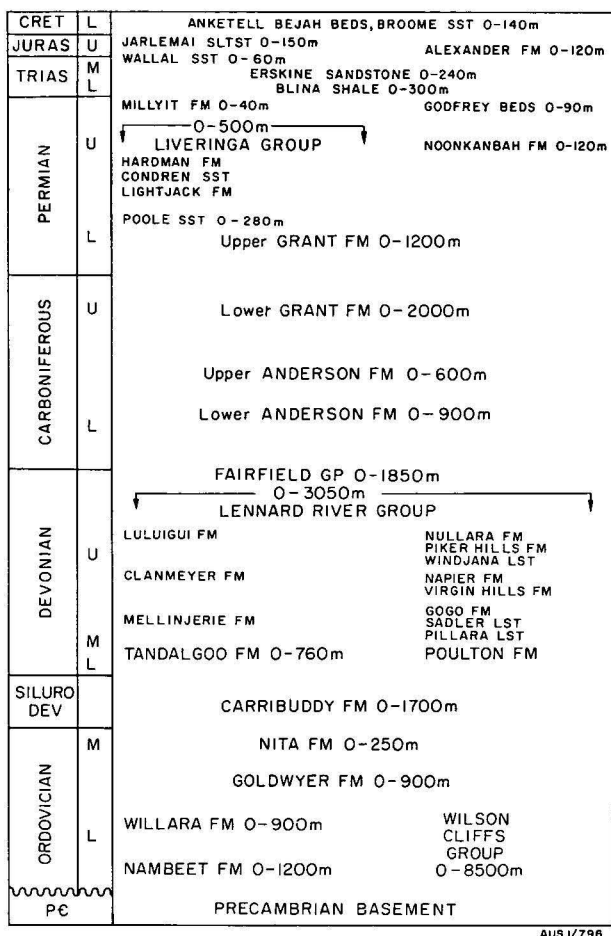 CRET L ANKETELL BEJAH BEDS, BROOME SST 0-140m
JURAS U JARLEMAI SLTST 0-150m ALEXANDER FM 0-120m
WALLAL SST 0-60m
TRIAS M ERSKINE SANDSTONE 0-240m
L BLINA SHALE 0-300m
MILLYIT FM 0-40m GODFREY BEDS 0-90m
0-500m
PERMIAN U LIVERINGA GROUP NOONKANBAH FM 0-120m
HARDMAN FM
CONDREN SST
LIGHTJACK FM
POOLE SST 0-280m
L Upper GRANT FM 0-1200m
CARBONIFEROUS U Lower GRANT FM 0-2000m
Upper ANDERSON FM 0-600m
L Lower ANDERSON FM 0-900m
FAIRFIELD GP 0-1850m
0-3050m
LENNARD RIVER GROUP
DEVONIAN U LULUIGUI FM NULLARA FM
PIKER HILLS FM
WINDJANA LST
CLANMEYER FM NAPIER FM
VIRGIN HILLS FM
MELLINJERIE FM GOGO FM
SADLER LST
M PILLARA LST
L TANDALGOO FM 0-760m POULTON FM
SILURO
DEV CARRIBUDDY FM 0-1700m
ORDOVICIAN M NITA FM 0-250m
GOLDWYER FM 0-900m
L WILLARA FM 0-900m WILSON
CLIFFS
GROUP
NAMBEET FM 0-1200m 0-8500m
P€ PRECAMBRIAN BASEMENT
AUS 1/796